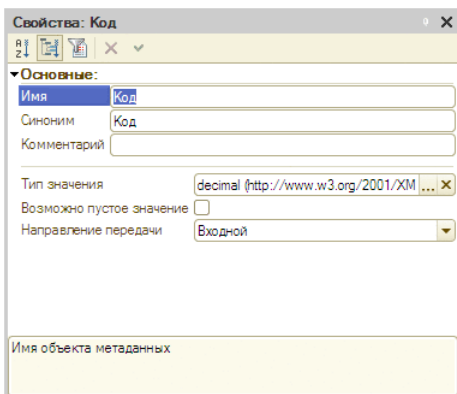 Свойства: Код
Основные:
Имя Код
Синоним Код
Комментарий
Тип значения decimal (http://www.w3.org/2001/XM ...
Возможно пустое значение
Направление передачи Входной
Имя объекта метаданных